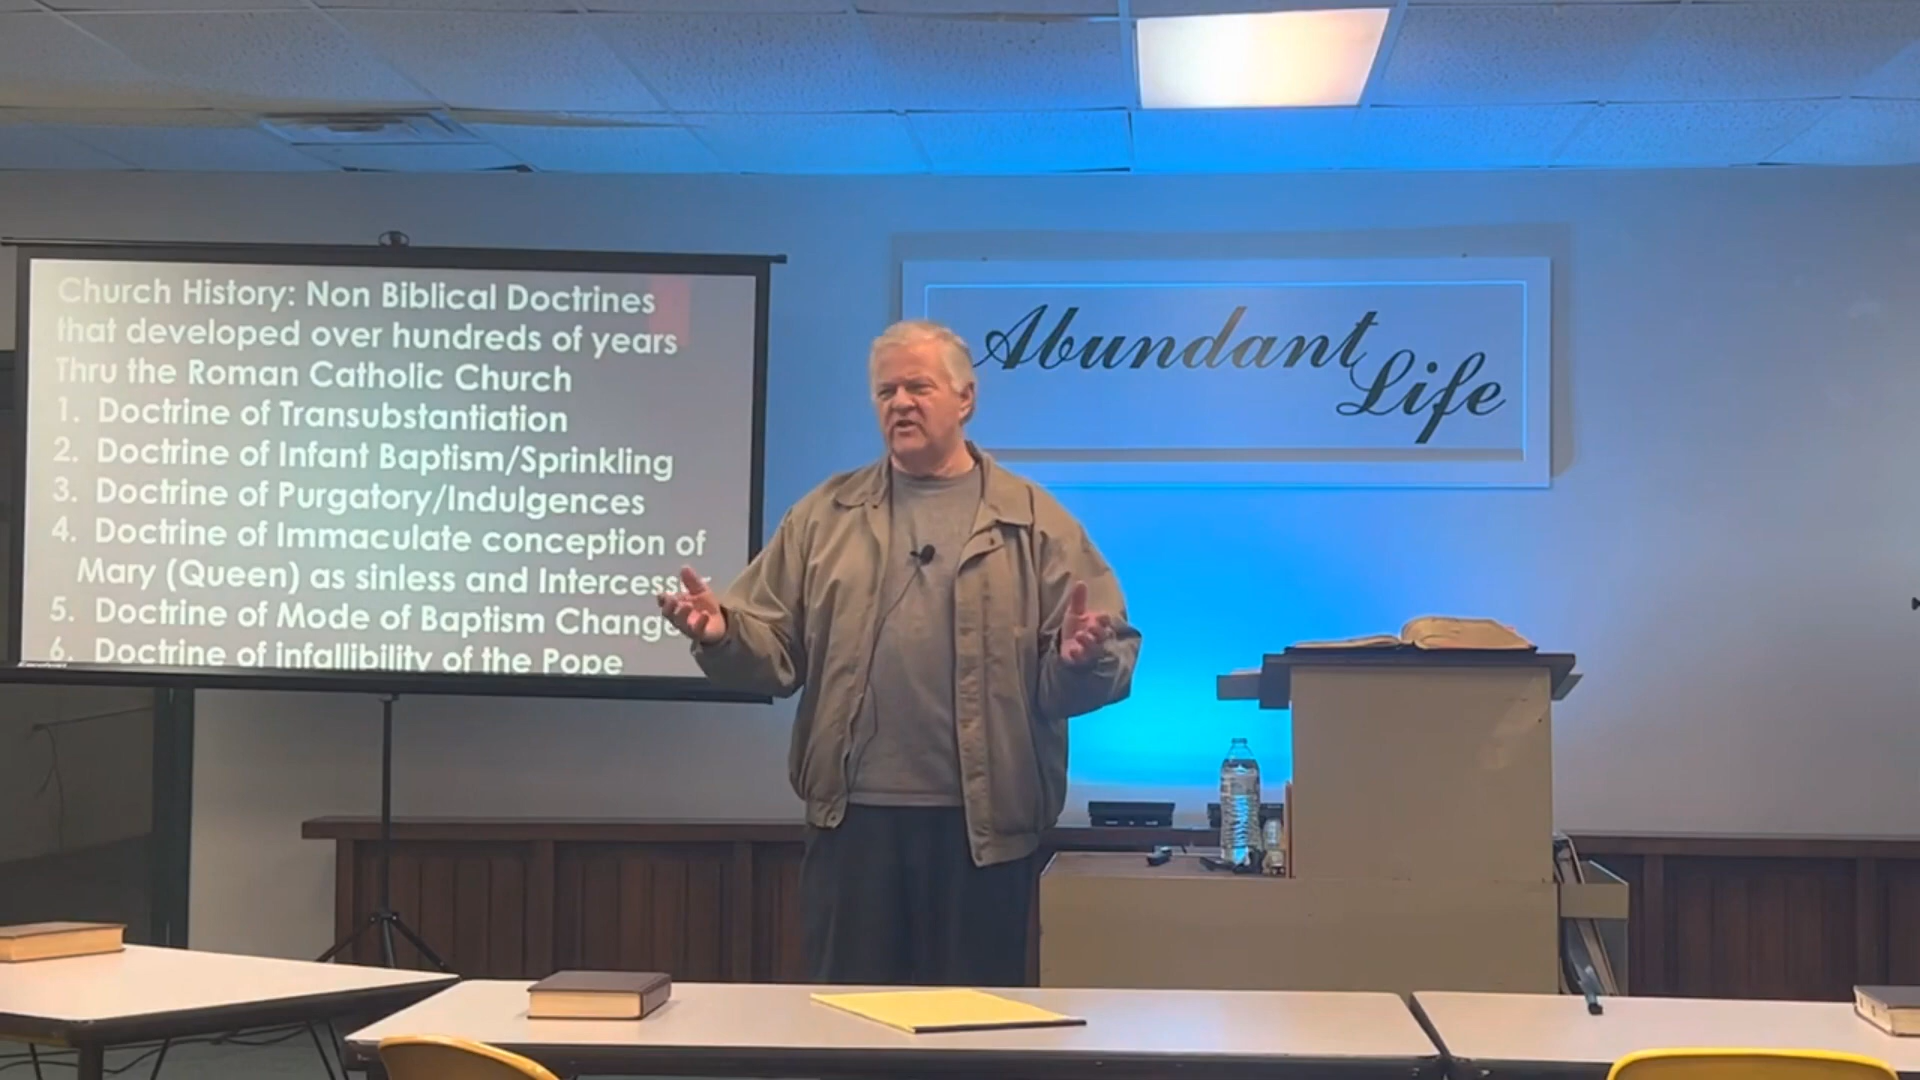 Church History: Non Biblical Doctrines
that developed over hundreds of years
Thru the Roman Catholic Church
1. Doctrine of Transubstantiation
2. Doctrine of Infant Baptism/Sprinkling
3. Doctrine of Purgatory/Indulgences
4. Doctrine of Immaculate conception of
Mary (Queen) as sinless and
5. Doctrine of Mode of Baptism
6. Doctrine of infallibility of the Pope
Abundant
Life